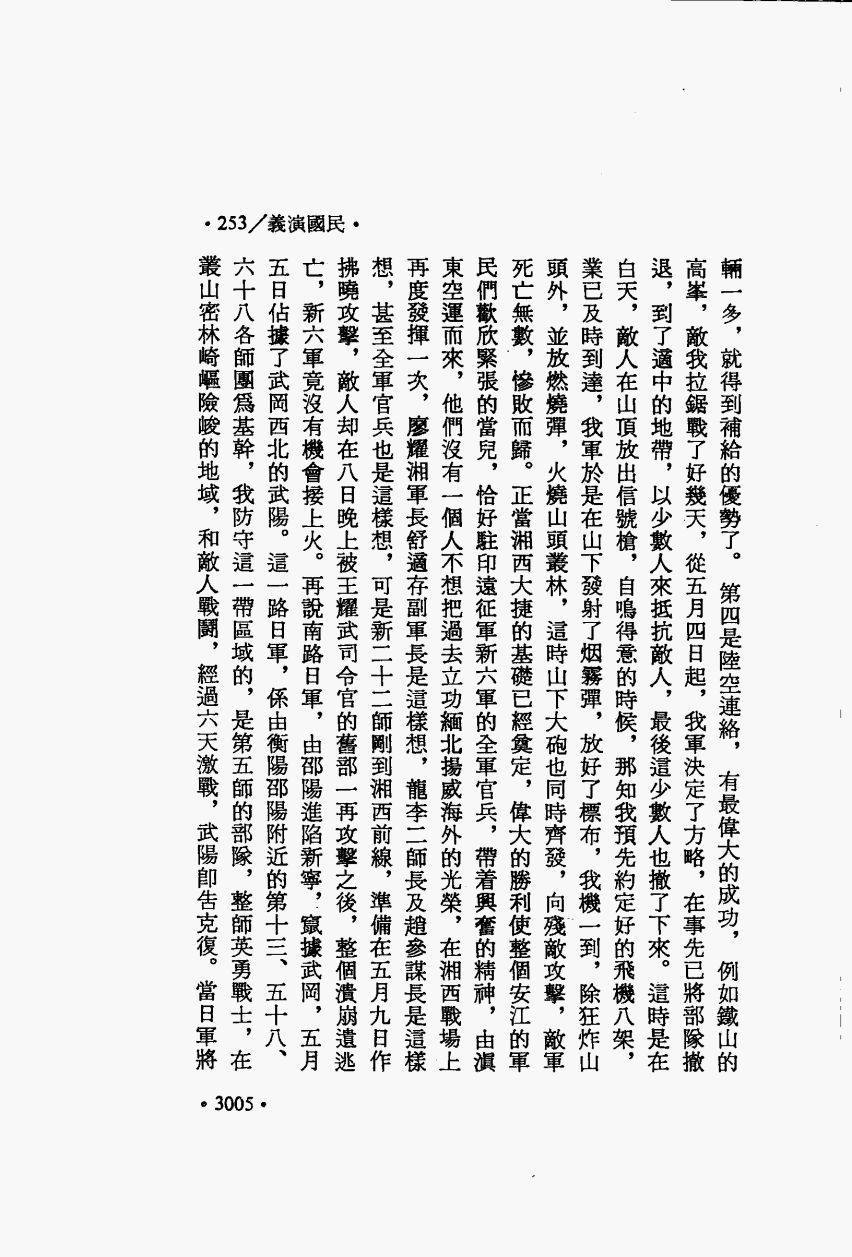 •253/義演國民•
輛一多，就得到補給的優勢了。第四是陸空連絡，有最偉大的成功，例如鐵山的
高峯，敵我拉鋸戰了好幾天，從五月四日起，我軍決定了方略，在事先已將部隊撤
退，到了適中的地帶，以少數人來抵抗敵人，最後這少數人也撤了下來。這時是在
白天，敵人在山頂放出信號槍，自鳴得意的時候，那知我預先約定好的飛機八架，
業已及時到達，我軍於是在山下發射了烟霧彈，放好了標布，我機一到，除狂炸山
頭外，並放燃燒彈，火燒山頭叢林，這時山下大砲也同時齊發，向殘敵攻擊，敵軍
死亡無數，慘敗而歸。正當湘西大捷的基礎已經奠定，偉大的勝利使整個安江的軍
民們歡欣緊張的當兒，恰好駐印遠征軍新六軍的全軍官兵，帶着興奮的精神，由滇
東空運而來，他們沒有一個人不想把過去立功緬北揚威海外的光榮，在湘西戰場上
再度發揮一次，廖耀湘軍長舒適存副軍長是這樣想，龍李二師長及趙參謀長是這樣
想，甚至全軍官兵也是這樣想，可是新二十二師剛到湘西前線，準備在五月九日作
拂曉攻擊，敵人却在八日晚上被王耀武司令官的舊部一再攻擊之後，整個潰崩遺逃
亡，新六軍竟沒有機會接上火。再說南路日軍，由邵陽進陷新寧，竄據武岡，五月
五日佔據了武岡西北的武陽。這一路日軍，係由衡陽邵陽附近的第十三、五十八、
六十八各師團爲基幹，我防守這一帶區域的，是第五師的部隊，整師英勇戰士，在
叢山密林崎嶇險峻的地域，和敵人戰鬪，經過六天激戰，武陽卽告克復。當日軍將
•3005•